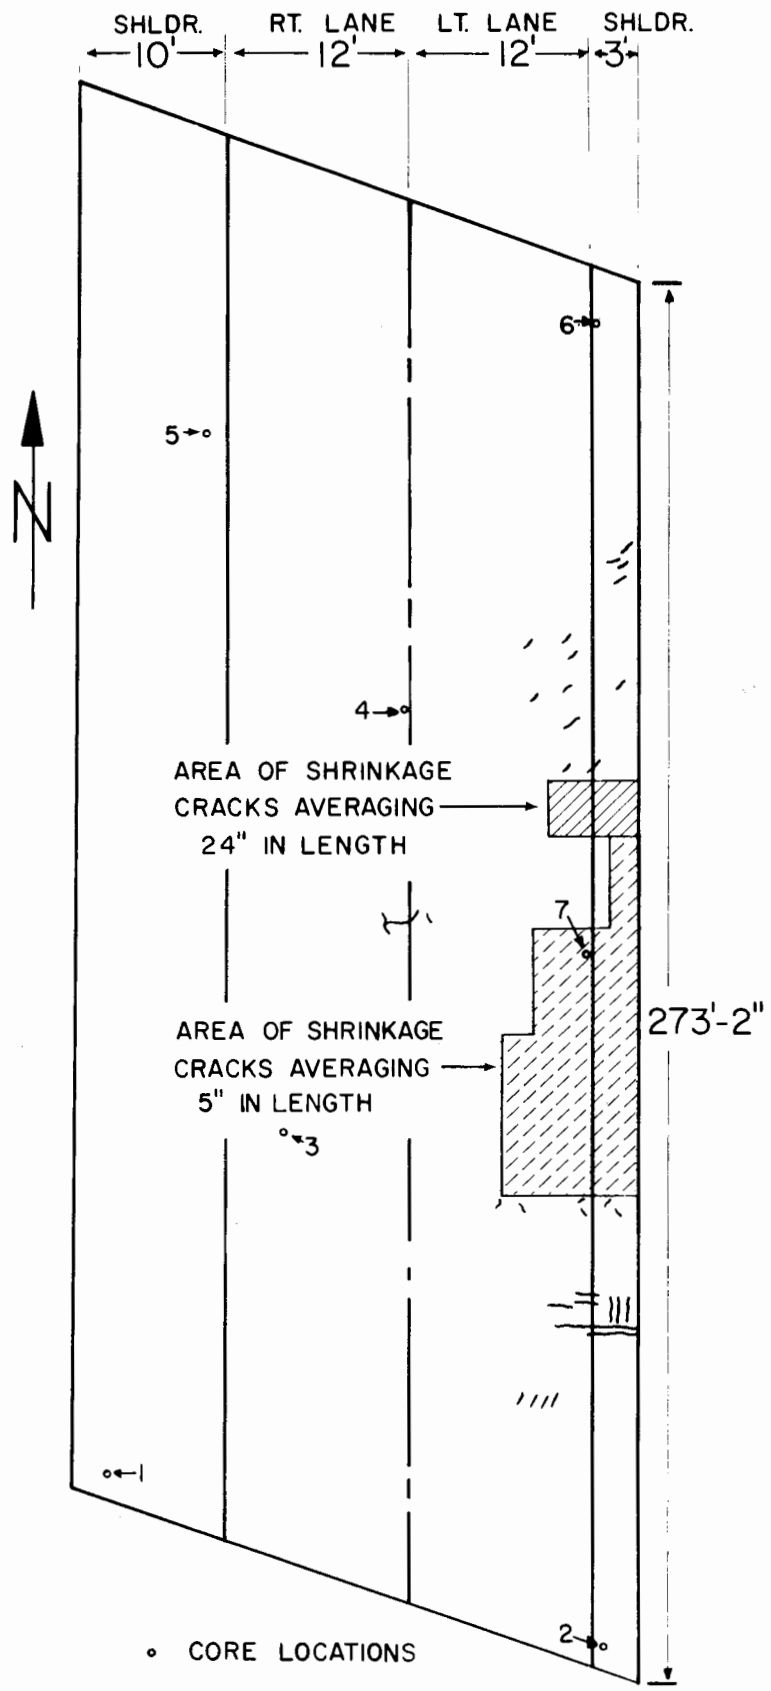 SHLDR. RT. LANE LT. LANE SHLDR.
10' 12' 12' 3'
6
5
N
4
AREA OF SHRINKAGE
CRACKS AVERAGING
24" IN LENGTH
7
273'-2"
AREA OF SHRINKAGE
CRACKS AVERAGING
5" IN LENGTH
3
1
2
CORE LOCATIONS